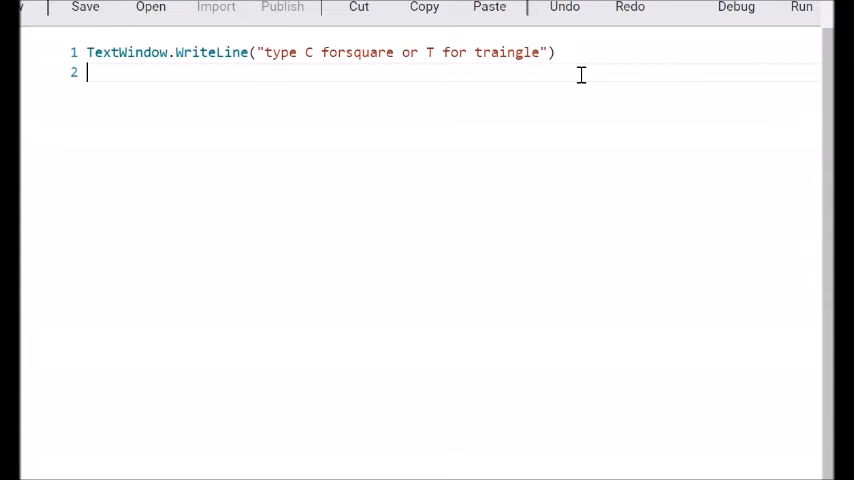 Save Open Import Publish Cut Copy Paste Undo Redo Debug Run
1 TextWindow.WriteLine("type C forsquare or T for traingle")
2